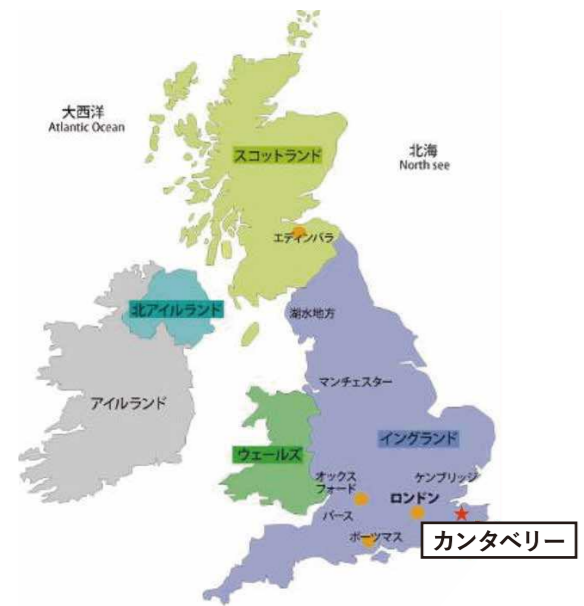 大西洋
Atlantic Ocean
北海
North see
スコットランド
エディンバラ
北アイルランド
湖水地方
アイルランド
マンチェスター
イングランド
ウェールズ
オックス
フォード
ケンブリッジ
ロンドン
バース
ポーツマス
カンタベリー